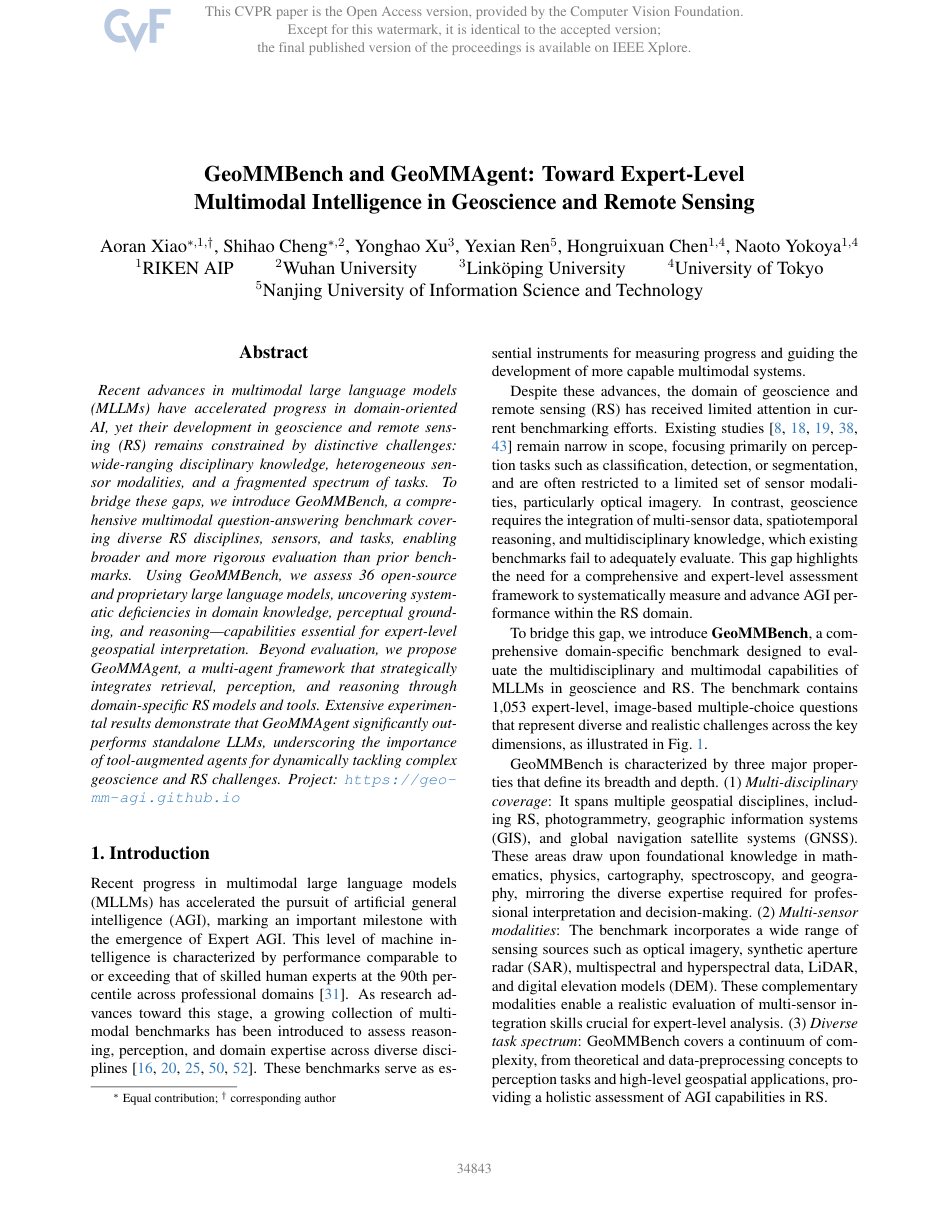 CVF
This CVPR paper is the Open Access version, provided by the Computer Vision Foundation.
Except for this watermark, it is identical to the accepted version;
the final published version of the proceedings is available on IEEE Xplore.
GeoMMBench and GeoMMAgent: Toward Expert-Level
Multimodal Intelligence in Geoscience and Remote Sensing
Aoran Xiao*,1,†, Shihao Cheng*,2, Yonghao Xu3, Yexian Ren5, Hongruixuan Chen1,4, Naoto Yokoya1,4
1RIKEN AIP 2Wuhan University 3Linköping University 4University of Tokyo
5Nanjing University of Information Science and Technology
Abstract
Recent advances in multimodal large language models
(MLLMs) have accelerated progress in domain-oriented
AI, yet their development in geoscience and remote sens-
ing (RS) remains constrained by distinctive challenges:
wide-ranging disciplinary knowledge, heterogeneous sen-
sor modalities, and a fragmented spectrum of tasks. To
bridge these gaps, we introduce GeoMMBench, a compre-
hensive multimodal question-answering benchmark cover-
ing diverse RS disciplines, sensors, and tasks, enabling
broader and more rigorous evaluation than prior bench-
marks. Using GeoMMBench, we assess 36 open-source
and proprietary large language models, uncovering system-
atic deficiencies in domain knowledge, perceptual ground-
ing, and reasoning—capabilities essential for expert-level
geospatial interpretation. Beyond evaluation, we propose
GeoMMAgent, a multi-agent framework that strategically
integrates retrieval, perception, and reasoning through
domain-specific RS models and tools. Extensive experimen-
tal results demonstrate that GeoMMAgent significantly out-
performs standalone LLMs, underscoring the importance
of tool-augmented agents for dynamically tackling complex
geoscience and RS challenges. Project: https://geo-
mm-agi.github.io
1. Introduction
Recent progress in multimodal large language models
(MLLMs) has accelerated the pursuit of artificial general
intelligence (AGI), marking an important milestone with
the emergence of Expert AGI. This level of machine in-
telligence is characterized by performance comparable to
or exceeding that of skilled human experts at the 90th per-
centile across professional domains [31]. As research ad-
vances toward this stage, a growing collection of multi-
modal benchmarks has been introduced to assess reason-
ing, perception, and domain expertise across diverse disci-
plines [16, 20, 25, 50, 52]. These benchmarks serve as es-
* Equal contribution; † corresponding author
sential instruments for measuring progress and guiding the
development of more capable multimodal systems.
Despite these advances, the domain of geoscience and
remote sensing (RS) has received limited attention in cur-
rent benchmarking efforts. Existing studies [8, 18, 19, 38,
43] remain narrow in scope, focusing primarily on percep-
tion tasks such as classification, detection, or segmentation,
and are often restricted to a limited set of sensor modali-
ties, particularly optical imagery. In contrast, geoscience
requires the integration of multi-sensor data, spatiotemporal
reasoning, and multidisciplinary knowledge, which existing
benchmarks fail to adequately evaluate. This gap highlights
the need for a comprehensive and expert-level assessment
framework to systematically measure and advance AGI per-
formance within the RS domain.
To bridge this gap, we introduce GeoMMBench, a com-
prehensive domain-specific benchmark designed to eval-
uate the multidisciplinary and multimodal capabilities of
MLLMs in geoscience and RS. The benchmark contains
1,053 expert-level, image-based multiple-choice questions
that represent diverse and realistic challenges across the key
dimensions, as illustrated in Fig. 1.
GeoMMBench is characterized by three major proper-
ties that define its breadth and depth. (1) Multi-disciplinary
coverage: It spans multiple geospatial disciplines, includ-
ing RS, photogrammetry, geographic information systems
(GIS), and global navigation satellite systems (GNSS).
These areas draw upon foundational knowledge in math-
ematics, physics, cartography, spectroscopy, and geogra-
phy, mirroring the diverse expertise required for profes-
sional interpretation and decision-making. (2) Multi-sensor
modalities: The benchmark incorporates a wide range of
sensing sources such as optical imagery, synthetic aperture
radar (SAR), multispectral and hyperspectral data, LiDAR,
and digital elevation models (DEM). These complementary
modalities enable a realistic evaluation of multi-sensor in-
tegration skills crucial for expert-level analysis. (3) Diverse
task spectrum: GeoMMBench covers a continuum of com-
plexity, from theoretical and data-preprocessing concepts to
perception tasks and high-level geospatial applications, pro-
viding a holistic assessment of AGI capabilities in RS.
34843